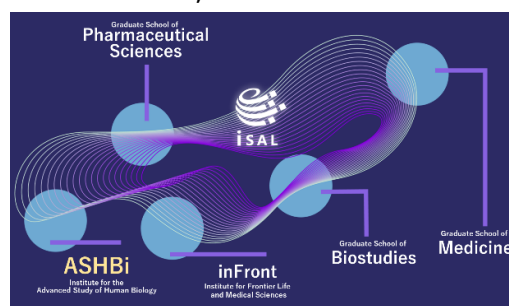 Graduate School of
Pharmaceutical
Sciences
iSAL
Graduate School of
Medicine
Graduate School of
Biostudies
ASHBi
Institute for the
Advanced Study of Human Biology
inFront
Institute for Frontier Life
and Medical Sciences